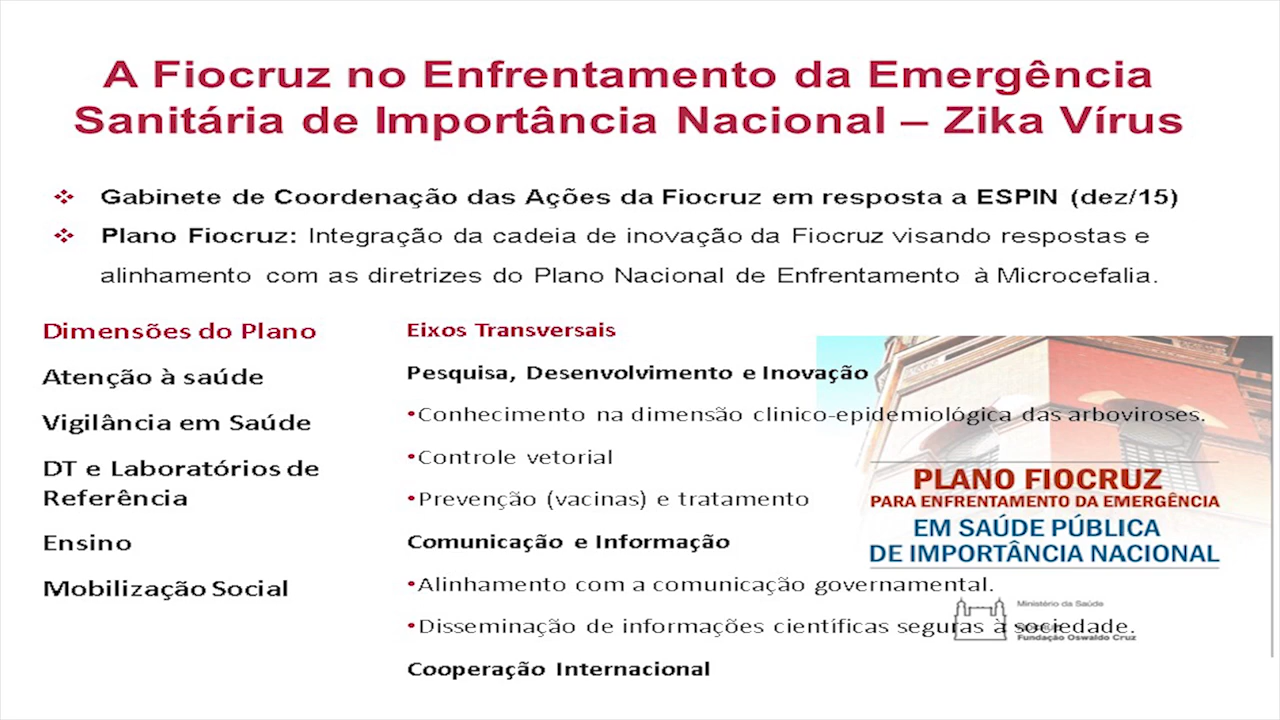 A Fiocruz no Enfrentamento da Emergência
Sanitária de Importância Nacional – Zika Vírus
Gabinete de Coordenação das Ações da Fiocruz em resposta a ESPIN (dez/15)
Plano Fiocruz: Integração da cadeia de inovação da Fiocruz visando respostas e
alinhamento com as diretrizes do Plano Nacional de Enfrentamento à Microcefalia.
Dimensões do Plano
Atenção à saúde
Vigilância em Saúde
DT e Laboratórios de
Referência
Ensino
Mobilização Social
Eixos Transversais
Pesquisa, Desenvolvimento e Inovação
•Conhecimento na dimensão clinico-epidemiológica das arboviroses.
•Controle vetorial
•Prevenção (vacinas) e tratamento
Comunicação e Informação
•Alinhamento com a comunicação governamental.
•Disseminação de informações científicas seguras à sociedade.
Cooperação Internacional
PLANO FIOCRUZ
PARA ENFRENTAMENTO DA EMERGÊNCIA
EM SAÚDE PÚBLICA
DE IMPORTÂNCIA NACIONAL
Ministério da Saúde
Fundação Oswaldo Cruz